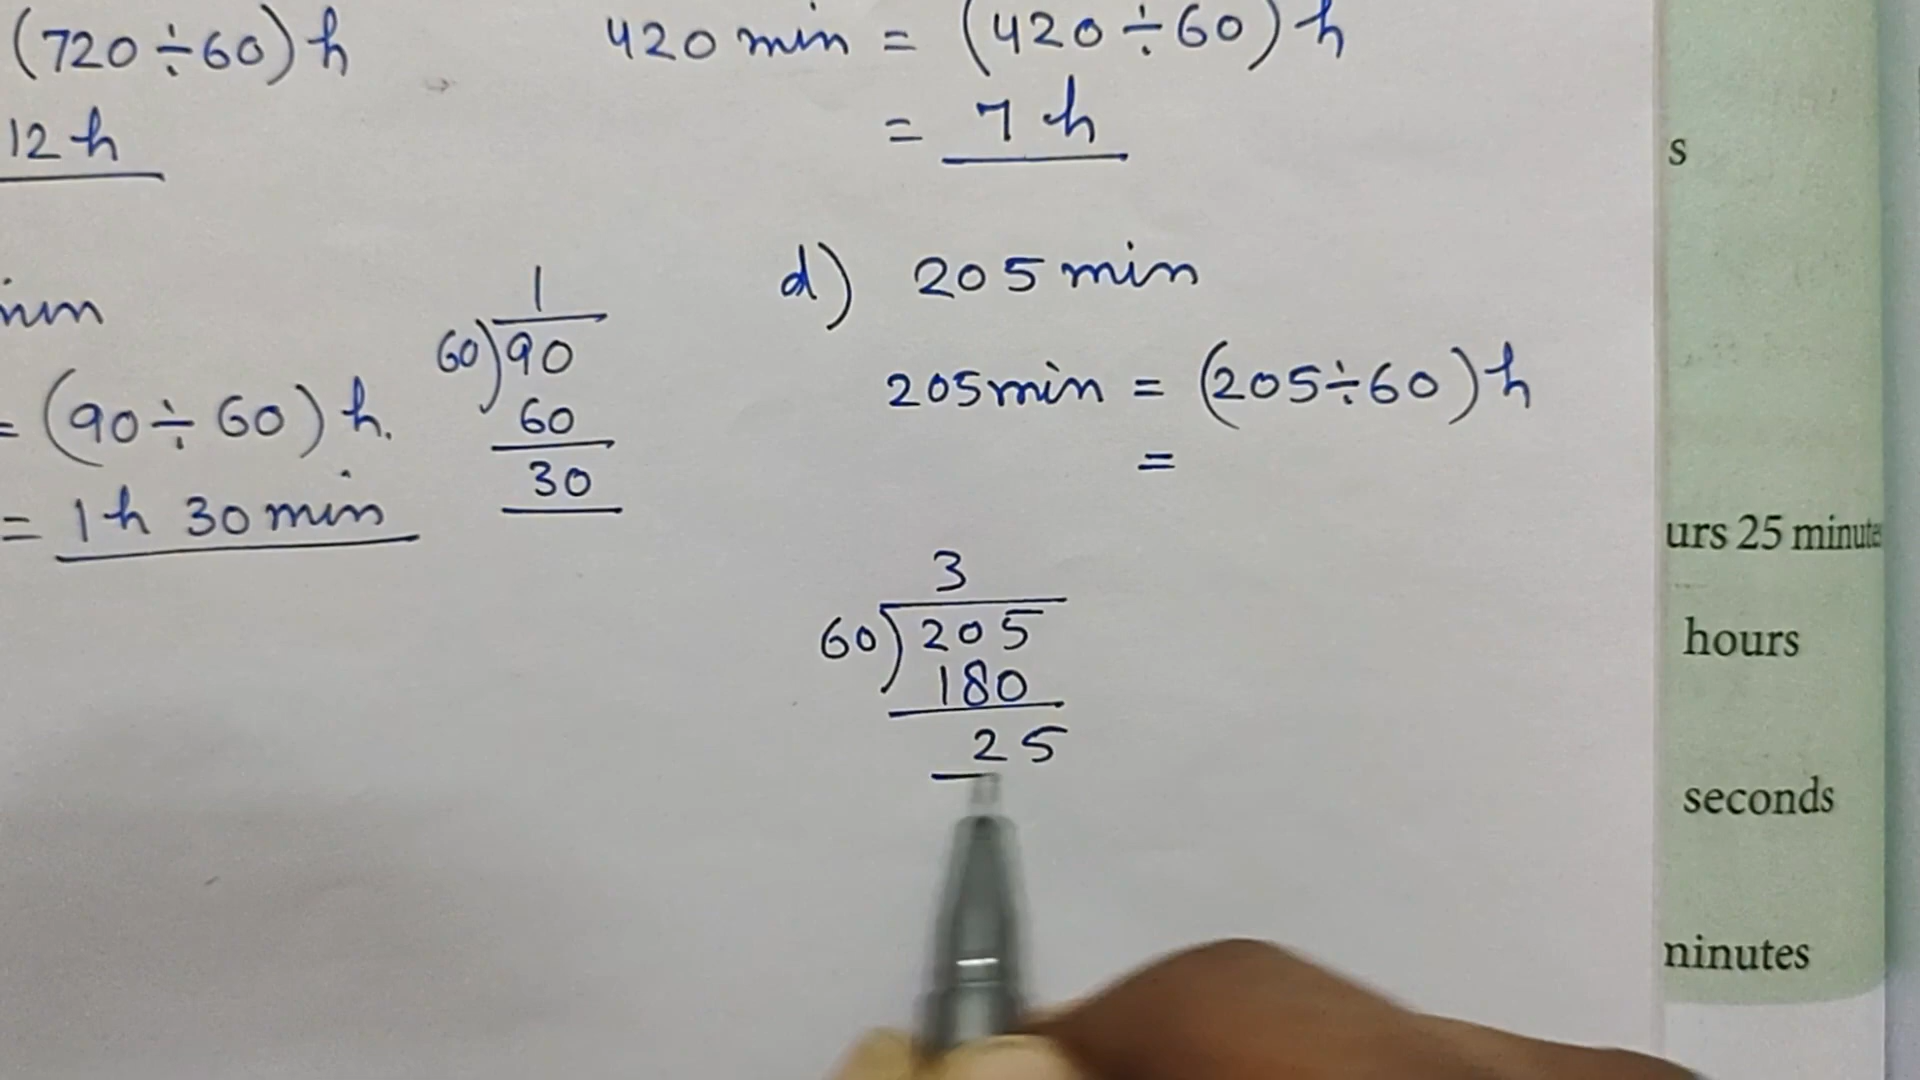 (720÷60) h
12 h
420 min = (420÷60) h
= 7 h
= (90÷60) h.
= 1h 30 min
1
60)90
60
30
d) 205 min
205 min = (205÷60) h
=
3
60)205
180
25
s
urs 25 minute
hours
seconds
ninutes